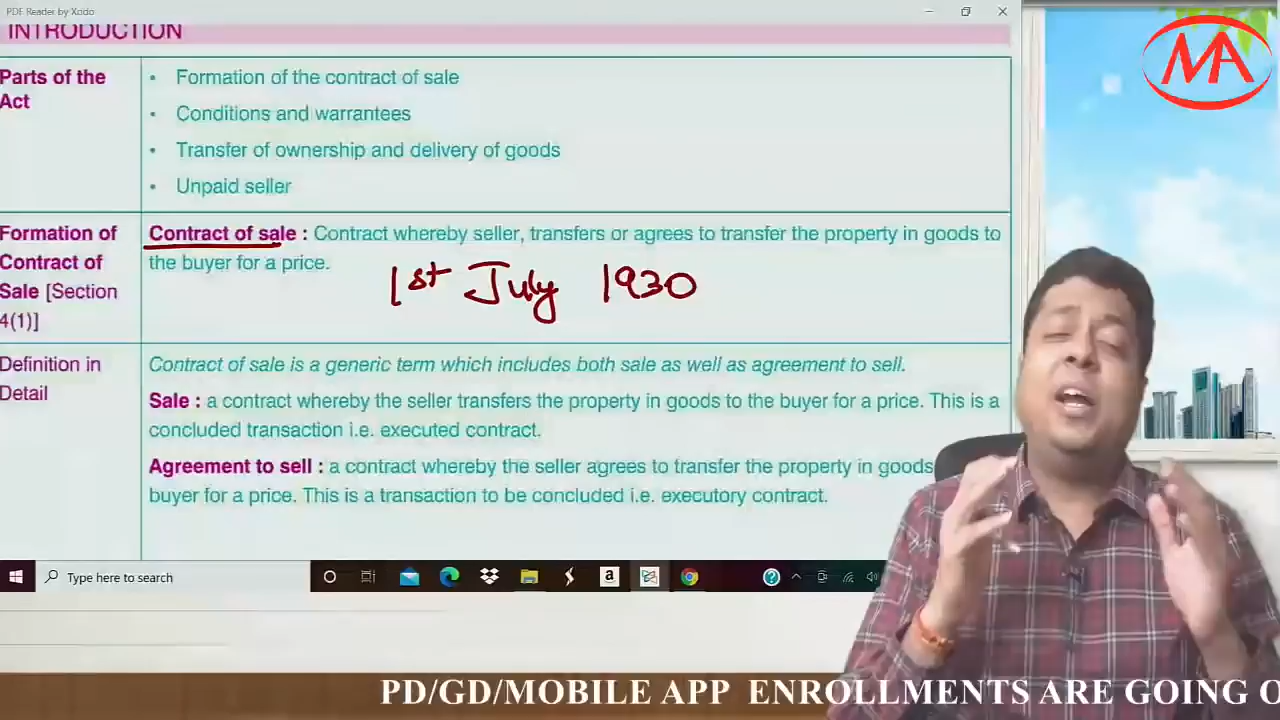 PDF Reader by Xodo
INTRODUCTION
MA
Parts of the
Act
• Formation of the contract of sale
• Conditions and warrantees
• Transfer of ownership and delivery of goods
• Unpaid seller
Formation of
Contract of
Sale [Section
4(1)]
Contract of sale : Contract whereby seller, transfers or agrees to transfer the property in goods to
the buyer for a price.
1st July 1930
Definition in
Detail
Contract of sale is a generic term which includes both sale as well as agreement to sell.
Sale : a contract whereby the seller transfers the property in goods to the buyer for a price. This is a
concluded transaction i.e. executed contract.
Agreement to sell : a contract whereby the seller agrees to transfer the property in goods
buyer for a price. This is a transaction to be concluded i.e. executory contract.
Type here to search
PD/GD/MOBILE APP ENROLLMENTS ARE GOING O